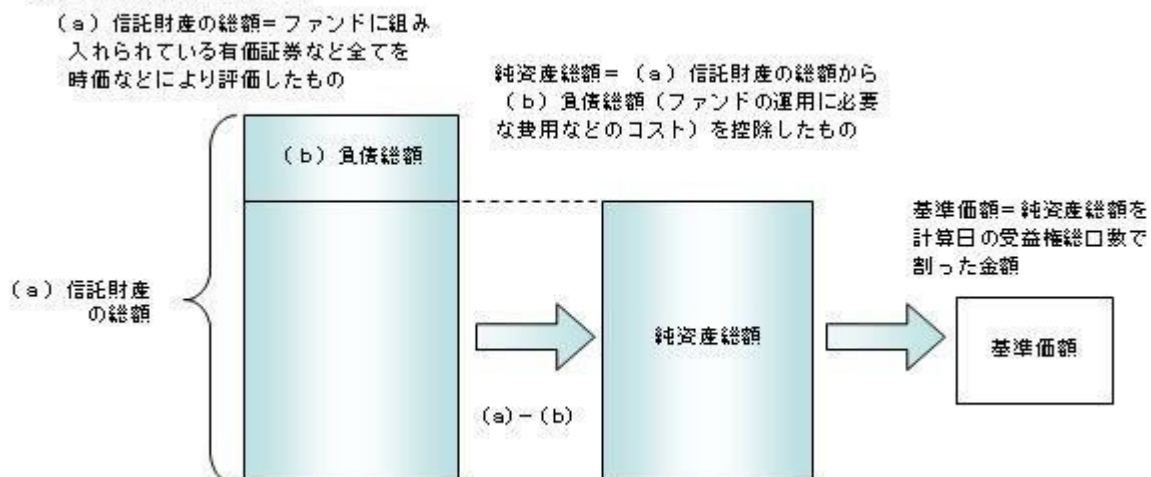 (a)信託財産の総額=ファンドに組み
入れられている有価証券など全てを
時価などにより評価したもの
純資産総額=(a)信託財産の総額から
(b)負債総額(ファンドの運用に必要
な費用などのコスト)を控除したもの
(b)負債総額
基準価額=純資産総額を
計算日の受益権総口数で
割った金額
(a)信託財産
の総額
純資産総額
基準価額
(a)-(b)